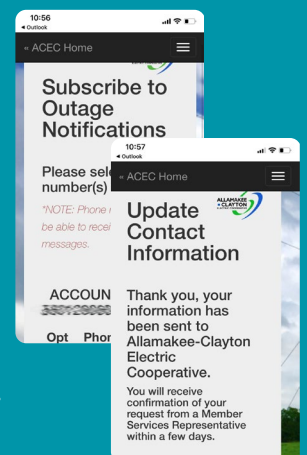 10:56
◄ Outlook
« ACEC Home
Subscribe to
Outage
Notifications
Please sel
number(s)
*NOTE: Phone
be able to recei
messages.
ACCOUN
Opt Phor
10:57
◄ Outlook
« ACEC Home
ALLAMAKEE
CLAYTON
Update
Contact
Information
Thank you, your
information has
been sent to
Allamakee-Clayton
Electric
Cooperative.
You will receive
confirmation of your
request from a Member
Services Representative
within a few days.